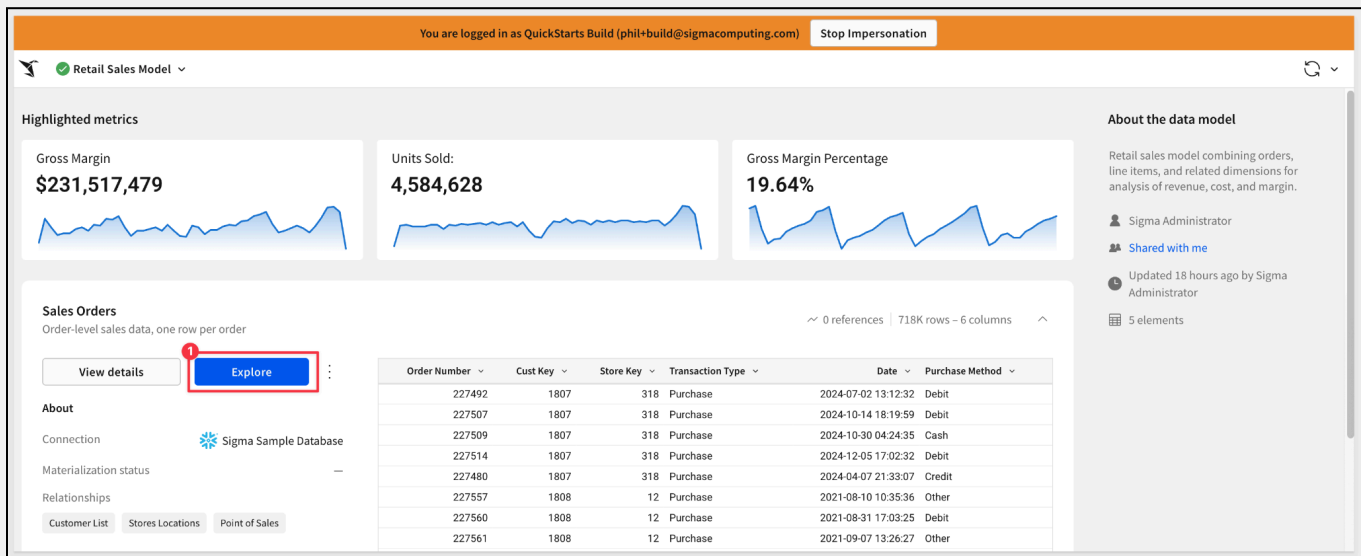 You are logged in as QuickStarts Build (phil+build@sigmacomputing.com) Stop Impersonation
Retail Sales Model
Highlighted metrics
Gross Margin
$231,517,479
Units Sold:
4,584,628
Gross Margin Percentage
19.64%
About the data model
Retail sales model combining orders,
line items, and related dimensions for
analysis of revenue, cost, and margin.
Sigma Administrator
Shared with me
Updated 18 hours ago by Sigma
Administrator
5 elements
Sales Orders
Order-level sales data, one row per order
0 references 718K rows – 6 columns
1
View details Explore
About
Connection Sigma Sample Database
Materialization status —
Relationships
Customer List Stores Locations Point of Sales
Order Number Cust Key Store Key Transaction Type Date Purchase Method
227492 1807 318 Purchase 2024-07-02 13:12:32 Debit
227507 1807 318 Purchase 2024-10-14 18:19:59 Debit
227509 1807 318 Purchase 2024-10-30 04:24:35 Cash
227514 1807 318 Purchase 2024-12-05 17:02:32 Debit
227480 1807 318 Purchase 2024-04-07 21:33:07 Credit
227557 1808 12 Purchase 2021-08-10 10:35:36 Other
227560 1808 12 Purchase 2021-08-31 17:03:25 Debit
227561 1808 12 Purchase 2021-09-07 13:26:27 Other